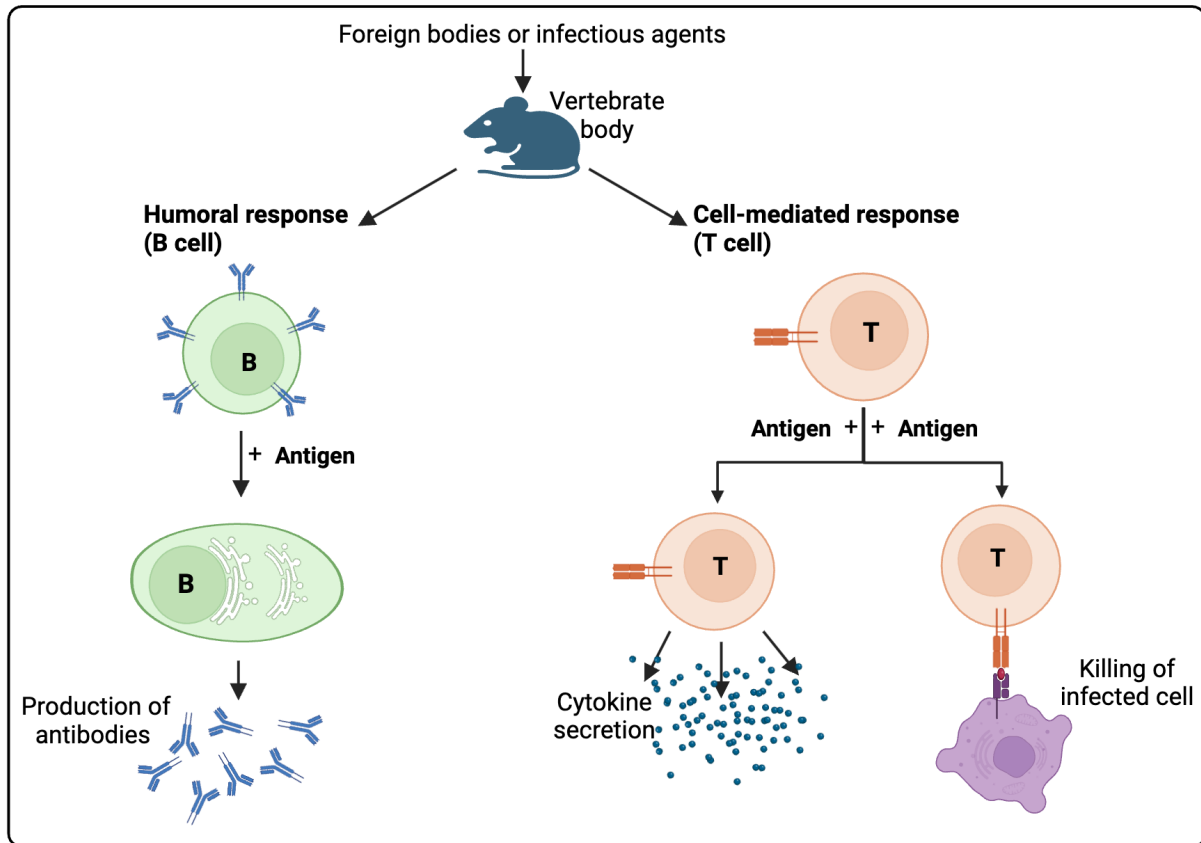 Foreign bodies or infectious agents
Vertebrate
body
Humoral response
(B cell)
Cell-mediated response
(T cell)
B
T
+ Antigen
Antigen + + Antigen
B
T
T
Production of
antibodies
Cytokine
secretion
Killing of
infected cell